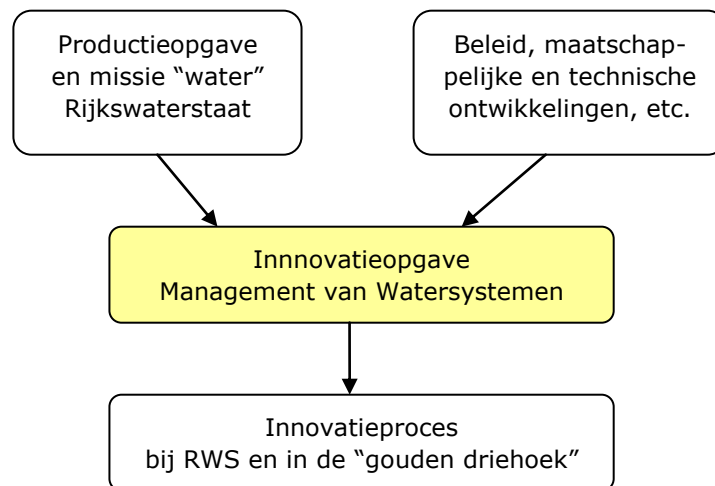 Productieopgave
en missie “water”
Rijkswaterstaat
Beleid, maatschap-
pelijke en technische
ontwikkelingen, etc.
Innnovatieopgave
Management van Watersystemen
Innovatieproces
bij RWS en in de “gouden driehoek”